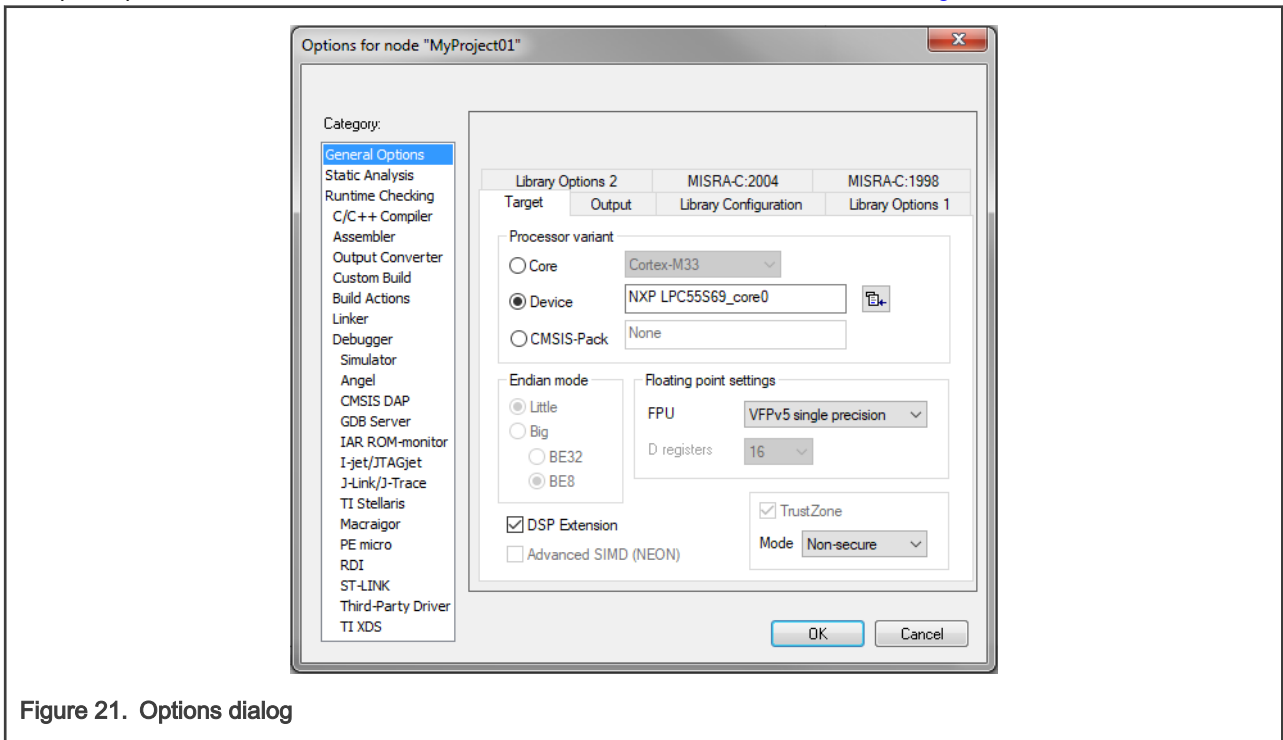 Options for node "MyProject01"
Category:
General Options
Static Analysis
Runtime Checking
C/C++ Compiler
Assembler
Output Converter
Custom Build
Build Actions
Linker
Debugger
Simulator
Angel
CMSIS DAP
GDB Server
IAR ROM-monitor
I-jet/JTAGjet
J-Link/J-Trace
TI Stellaris
Macraigor
PE micro
RDI
ST-LINK
Third-Party Driver
TI XDS
Library Options 2 MISRA-C:2004 MISRA-C:1998
Target Output Library Configuration Library Options 1
Processor variant
Core Cortex-M33
Device NXP LPC55S69_core0
CMSIS-Pack None
Endian mode
Little
Big
BE32
BE8
Floating point settings
FPU VFPv5 single precision
D registers 16
DSP Extension
Advanced SIMD (NEON)
TrustZone
Mode Non-secure
OK Cancel
Figure 21. Options dialog